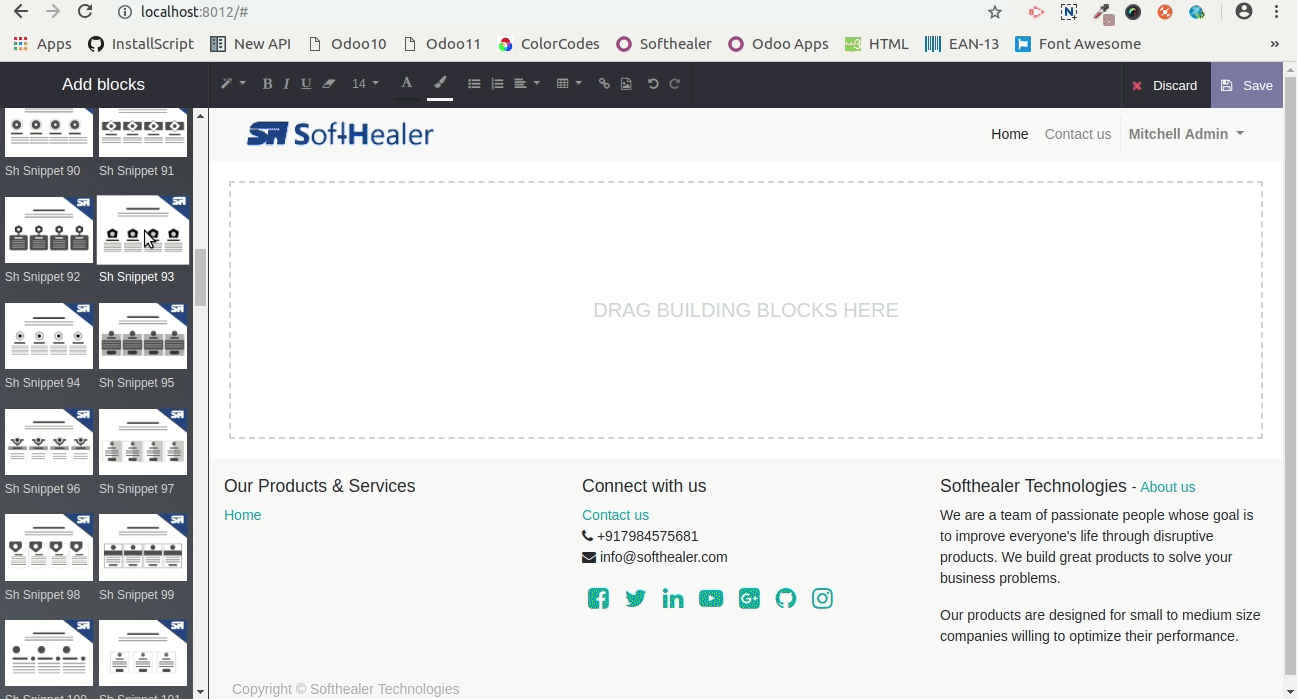 localhost:8012/#
Apps InstallScript New API Odoo10 Odoo11 ColorCodes Softhealer Odoo Apps HTML EAN-13 Font Awesome »
Add blocks B I U 14 A Discard Save
Sh Snippet 90 Sh Snippet 91
Sh Snippet 92 Sh Snippet 93
Sh Snippet 94 Sh Snippet 95
Sh Snippet 96 Sh Snippet 97
Sh Snippet 98 Sh Snippet 99
Sh Snippet 100 Sh Snippet 101
SoftHealer
Home Contact us Mitchell Admin
DRAG BUILDING BLOCKS HERE
Our Products & Services
Home
Connect with us
Contact us
+917984575681
info@softhealer.com
Softhealer Technologies - About us
We are a team of passionate people whose goal is
to improve everyone's life through disruptive
products. We build great products to solve your
business problems.
Our products are designed for small to medium size
companies willing to optimize their performance.
Copyright © Softhealer Technologies